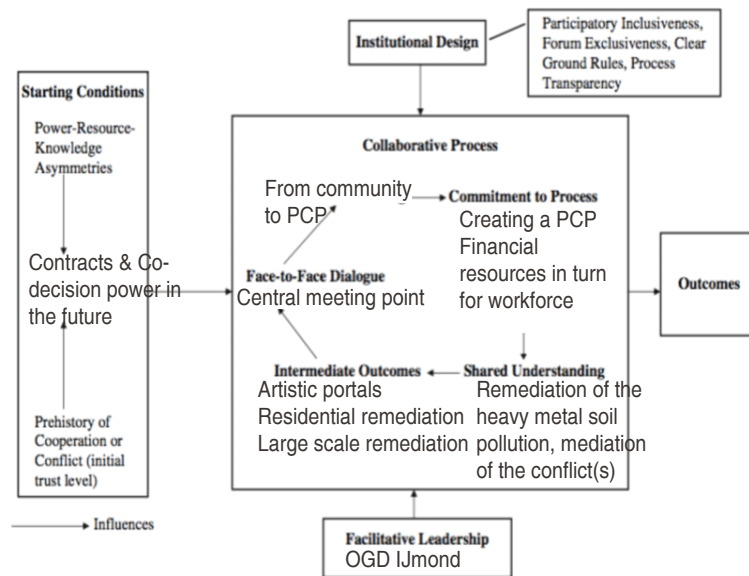 Institutional Design
Participatory Inclusiveness,
Forum Exclusiveness, Clear
Ground Rules, Process
Transparency
Starting Conditions
Power-Resource-
Knowledge
Asymmetries
Contracts & Co-
decision power in
the future
Prehistory of
Cooperation or
Conflict (initial
trust level)
Influences
Collaborative Process
From community
to PCP
Commitment to Process
Creating a PCP
Financial
resources in turn
for workforce
Face-to-Face Dialogue
Central meeting point
Intermediate Outcomes
Artistic portals
Residential remediation
Large scale remediation
Shared Understanding
Remediation of the
heavy metal soil
pollution, mediation
of the conflict(s)
Outcomes
Facilitative Leadership
OGD IJmond